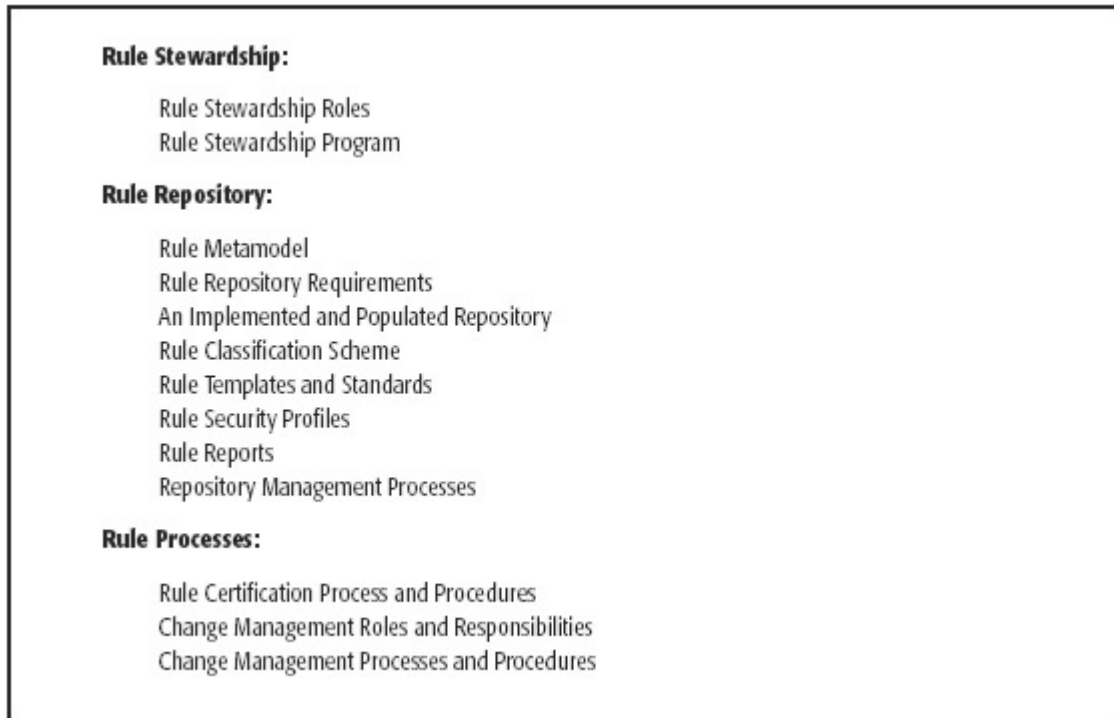 Rule Stewardship:
Rule Stewardship Roles
Rule Stewardship Program
Rule Repository:
Rule Metamodel
Rule Repository Requirements
An Implemented and Populated Repository
Rule Classification Scheme
Rule Templates and Standards
Rule Security Profiles
Rule Reports
Repository Management Processes
Rule Processes:
Rule Certification Process and Procedures
Change Management Roles and Responsibilities
Change Management Processes and Procedures